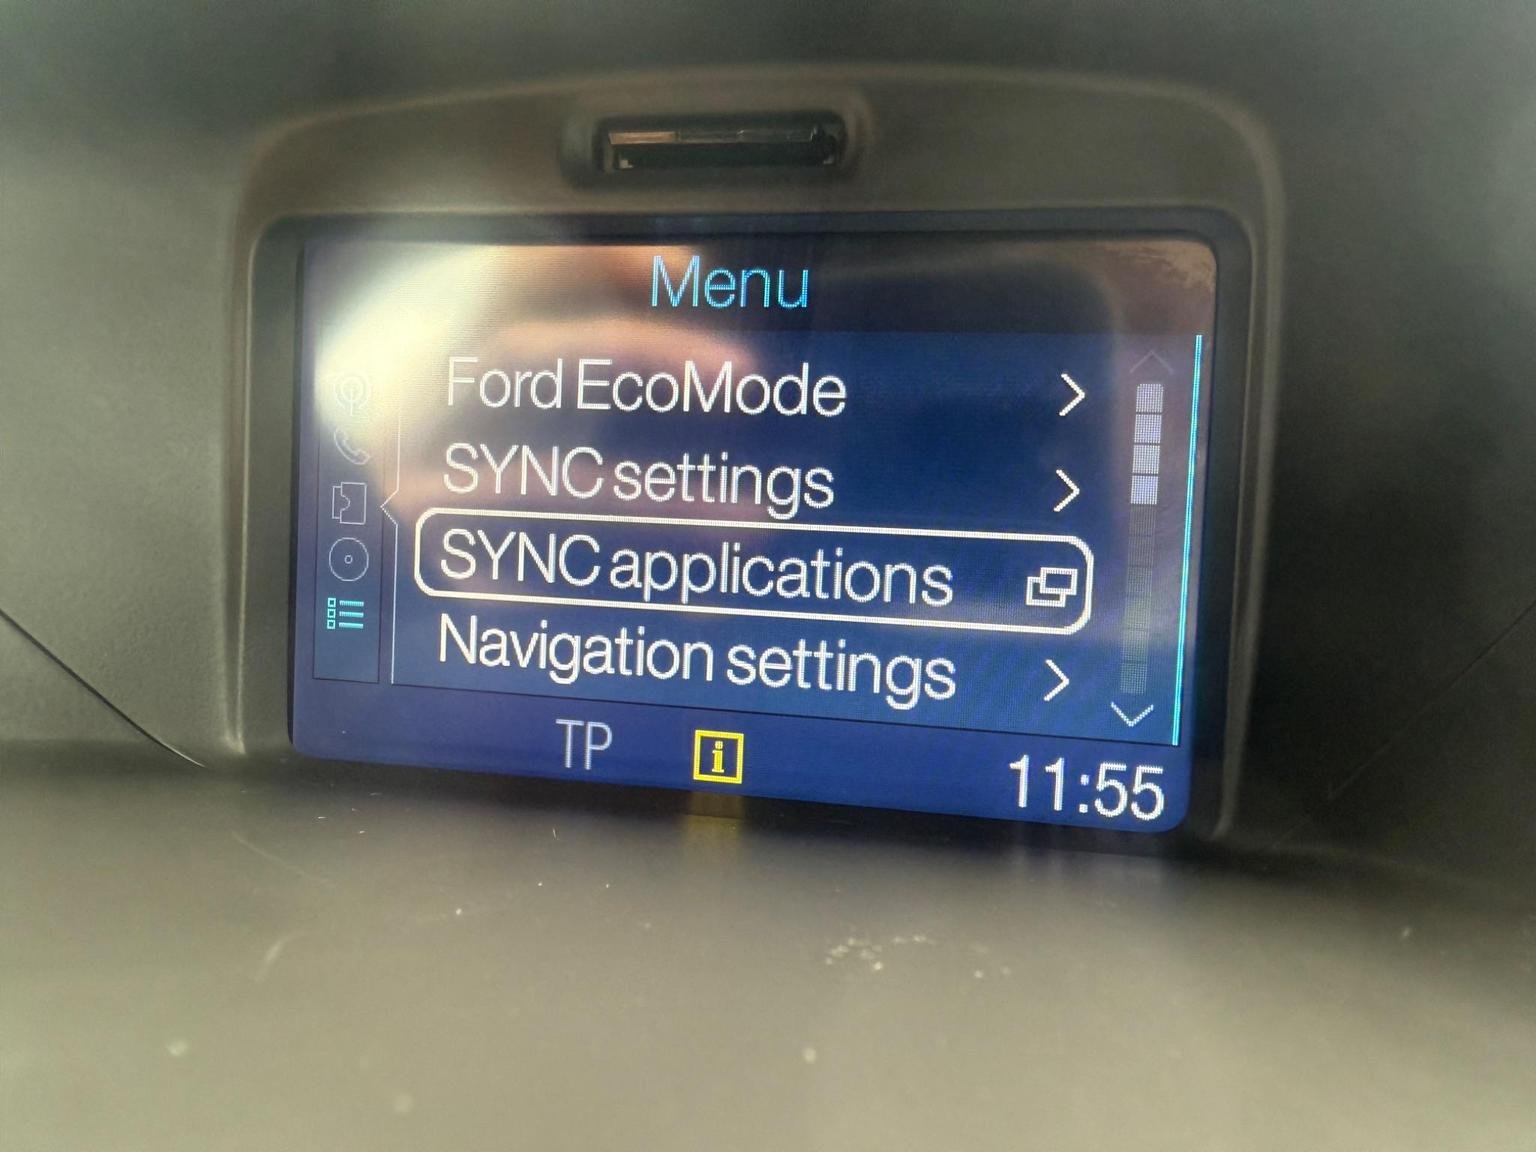 Menu
Ford EcoMode
SYNC settings
SYNC applications
Navigation settings
TP
i
11:55